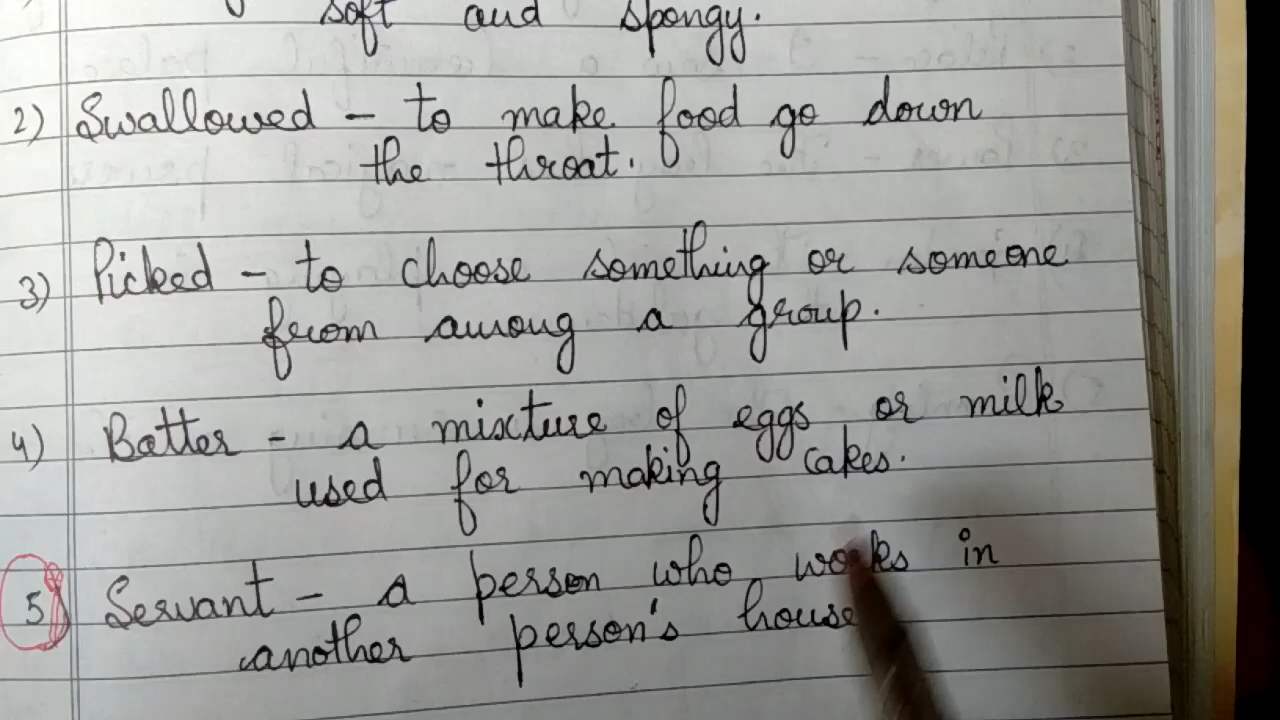 soft and spongy.
2) Swallowed - to make food go down
the throat.
3) Picked - to choose something or someone
from among a group.
4) Batter - a mixture of eggs or milk
used for making cakes.
5) Servant - a person who works in
another person's house